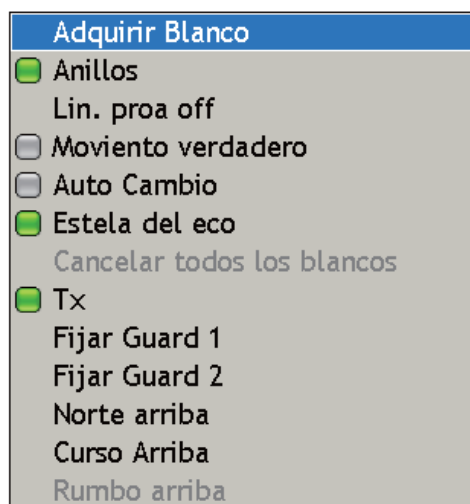 Adquirir Blanco
Anillos
Lin. proa off
Moviento verdadero
Auto Cambio
Estela del eco
Cancelar todos los blancos
Tx
Fijar Guard 1
Fijar Guard 2
Norte arriba
Curso Arriba
Rumbo arriba